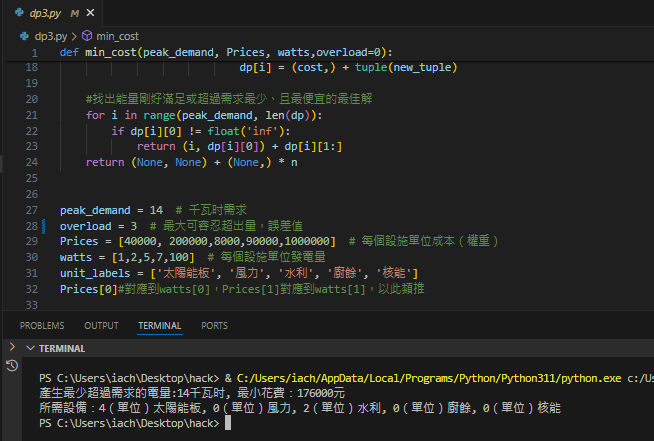 dp3.py M ×
dp3.py > min_cost
1 def min_cost(peak_demand, Prices, watts,overload=0):
18 dp[i] = (cost,) + tuple(new_tuple)
19
20 #找出能量剛好滿足或超過需求最少、且最便宜的最佳解
21 for i in range(peak_demand, len(dp)):
22 if dp[i][0] != float('inf'):
23 return (i, dp[i][0]) + dp[i][1:]
24 return (None, None) + (None,) * n
25
26
27 peak_demand = 14 # 千瓦时需求
28 overload = 3 # 最大可容忍超出量，誤差值
29 Prices = [40000, 200000,8000,90000,1000000] # 每個設施單位成本（權重）
30 watts = [1,2,5,7,100] # 每個設施單位發電量
31 unit_labels = ['太陽能板', '風力', '水利', '廚餘', '核能']
32 Prices[0]#對應到watts[0]，Prices[1]對應到watts[1]，以此類推
33
PROBLEMS OUTPUT TERMINAL PORTS
TERMINAL
PS C:\Users\iach\Desktop\hack> & C:/Users/iach/AppData/Local/Programs/Python/Python311/python.exe c:/U
產生最少超過需求的電量:14千瓦时, 最小花費：176000元
所需設備：4（單位）太陽能板, 0（單位）風力, 2（單位）水利, 0（單位）廚餘, 0（單位）核能
PS C:\Users\iach\Desktop\hack>